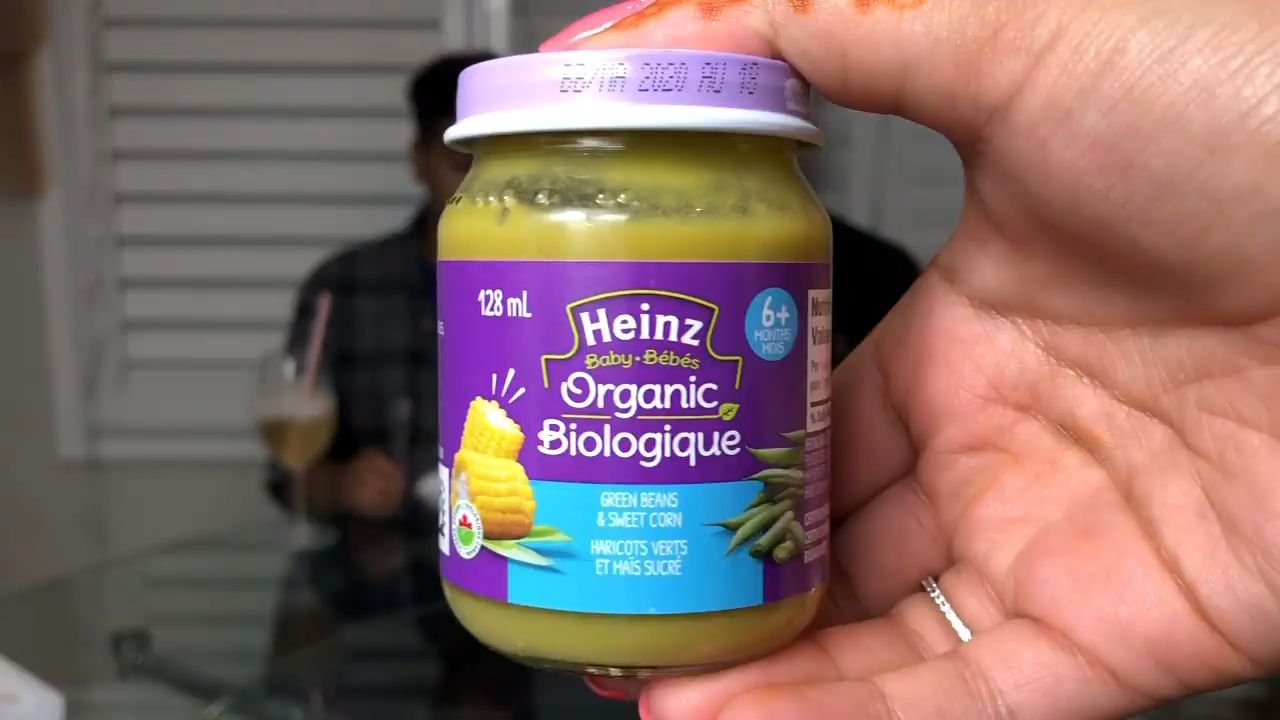 128 mL
Heinz
Baby • Bébés
Organic
Biologique
6+
MONTHS
MOIS
GREEN BEANS
& SWEET CORN
HARICOTS VERTS
ET MAÏS SUCRÉ